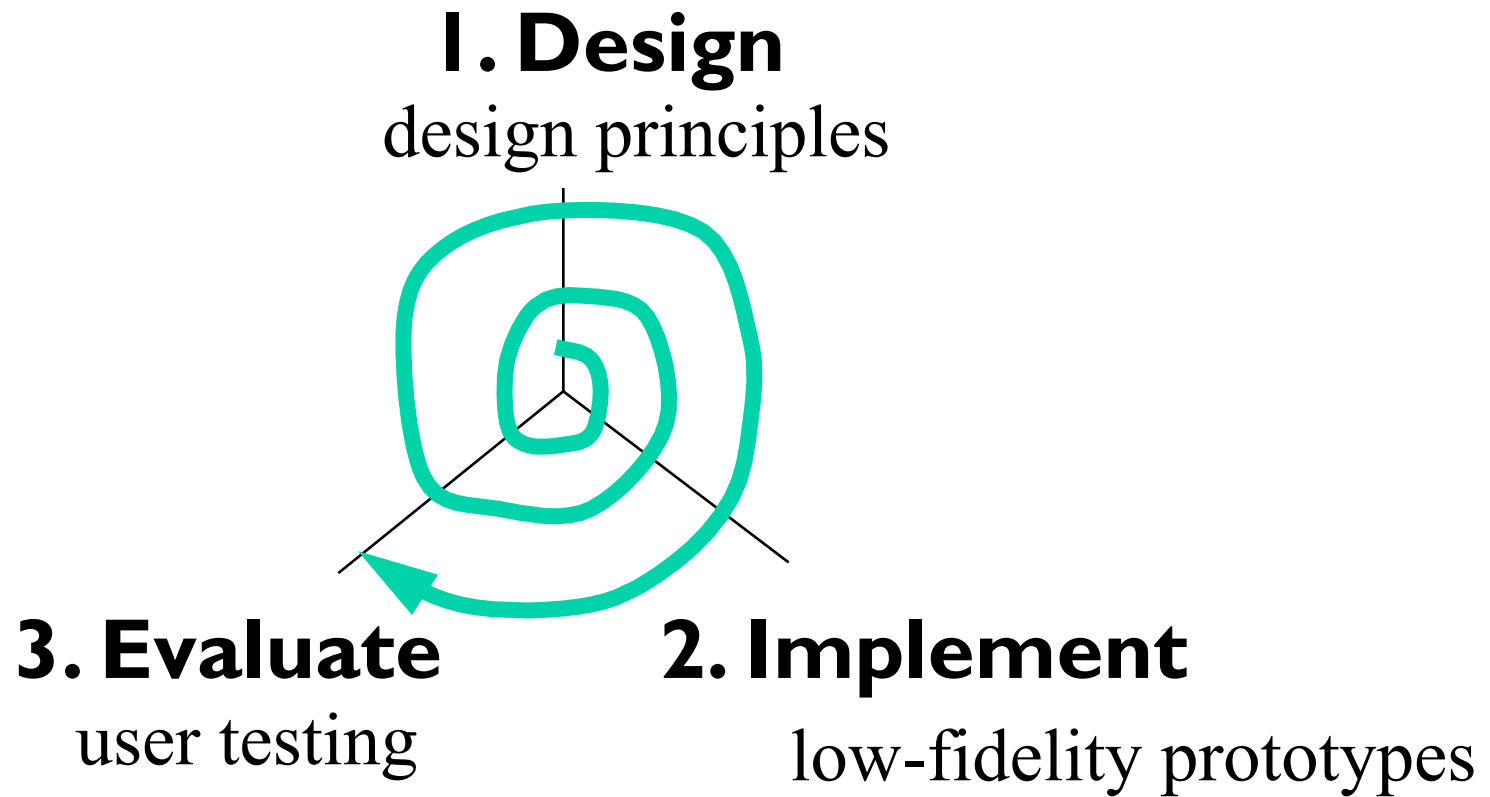 1. Design
design principles
3. Evaluate
user testing
2. Implement
low-fidelity prototypes